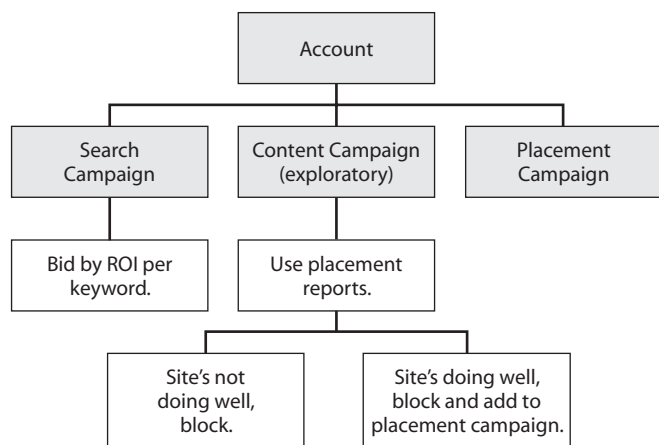 Account
Search
Campaign
Content Campaign
(exploratory)
Placement
Campaign
Bid by ROI per
keyword.
Use placement
reports.
Site's not
doing well,
block.
Site's doing well,
block and add to
placement campaign.